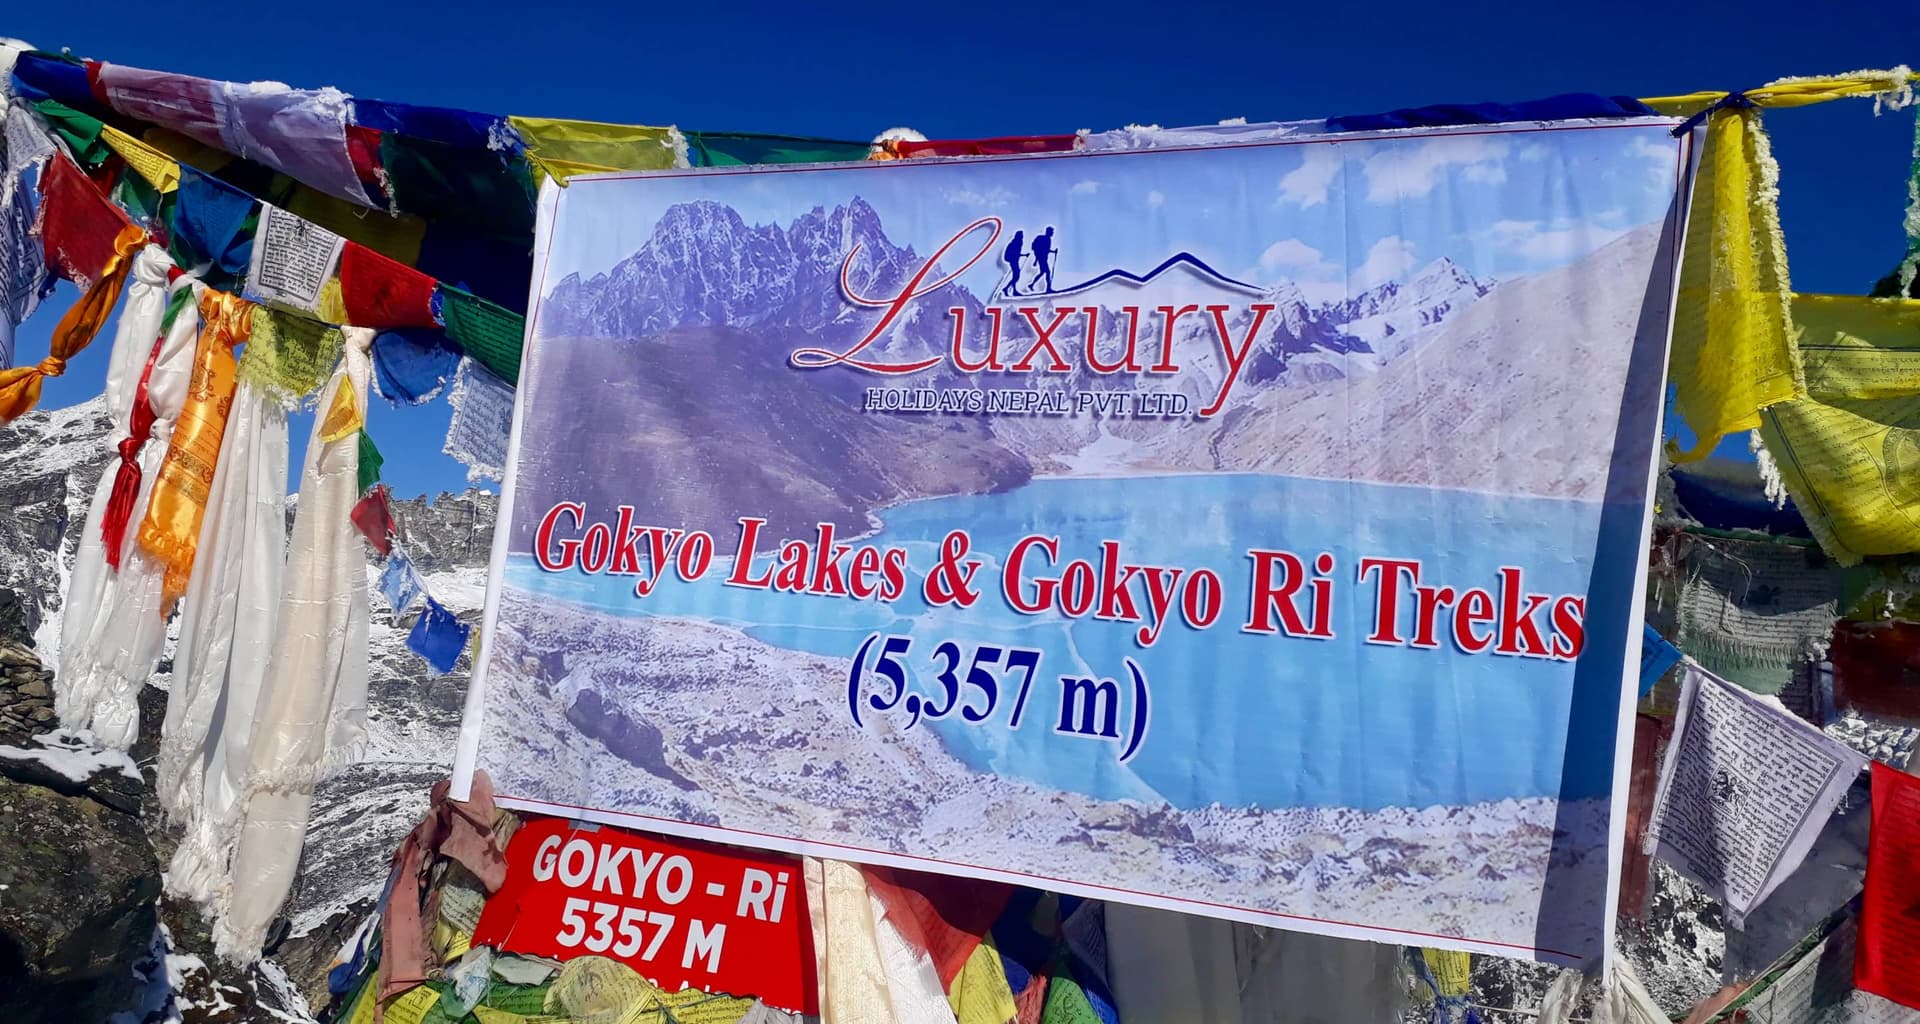 Luxury
HOLIDAYS NEPAL PVT. LTD.
Gokyo Lakes & Gokyo Ri Treks
(5,357 m)
GOKYO - Ri
5357 M